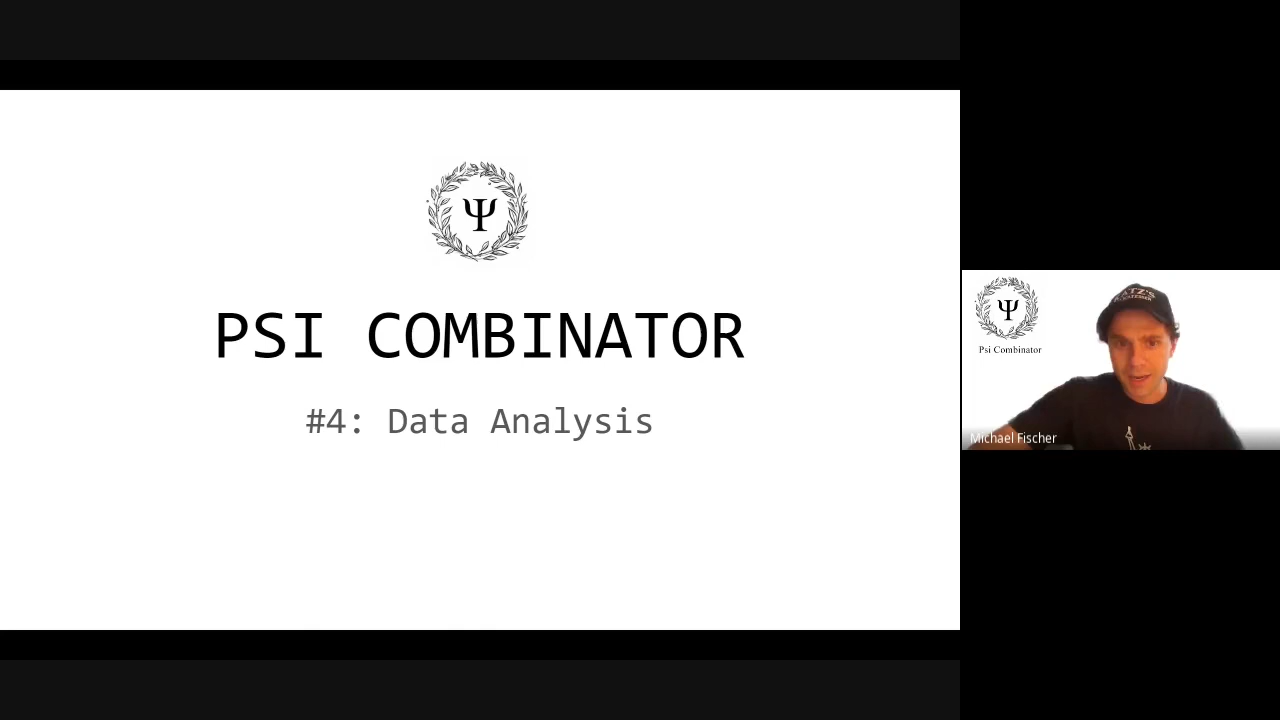 Ψ
PSI COMBINATOR
#4: Data Analysis
Ψ
Psi Combinator
Michael Fischer